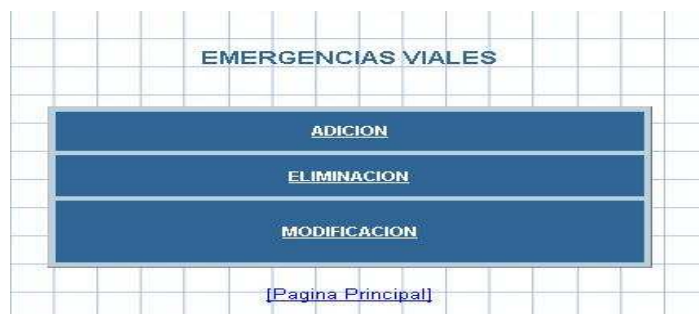 EMERGENCIAS VIALES
ADICION
ELIMINACION
MODIFICACION
[Pagina Principal]